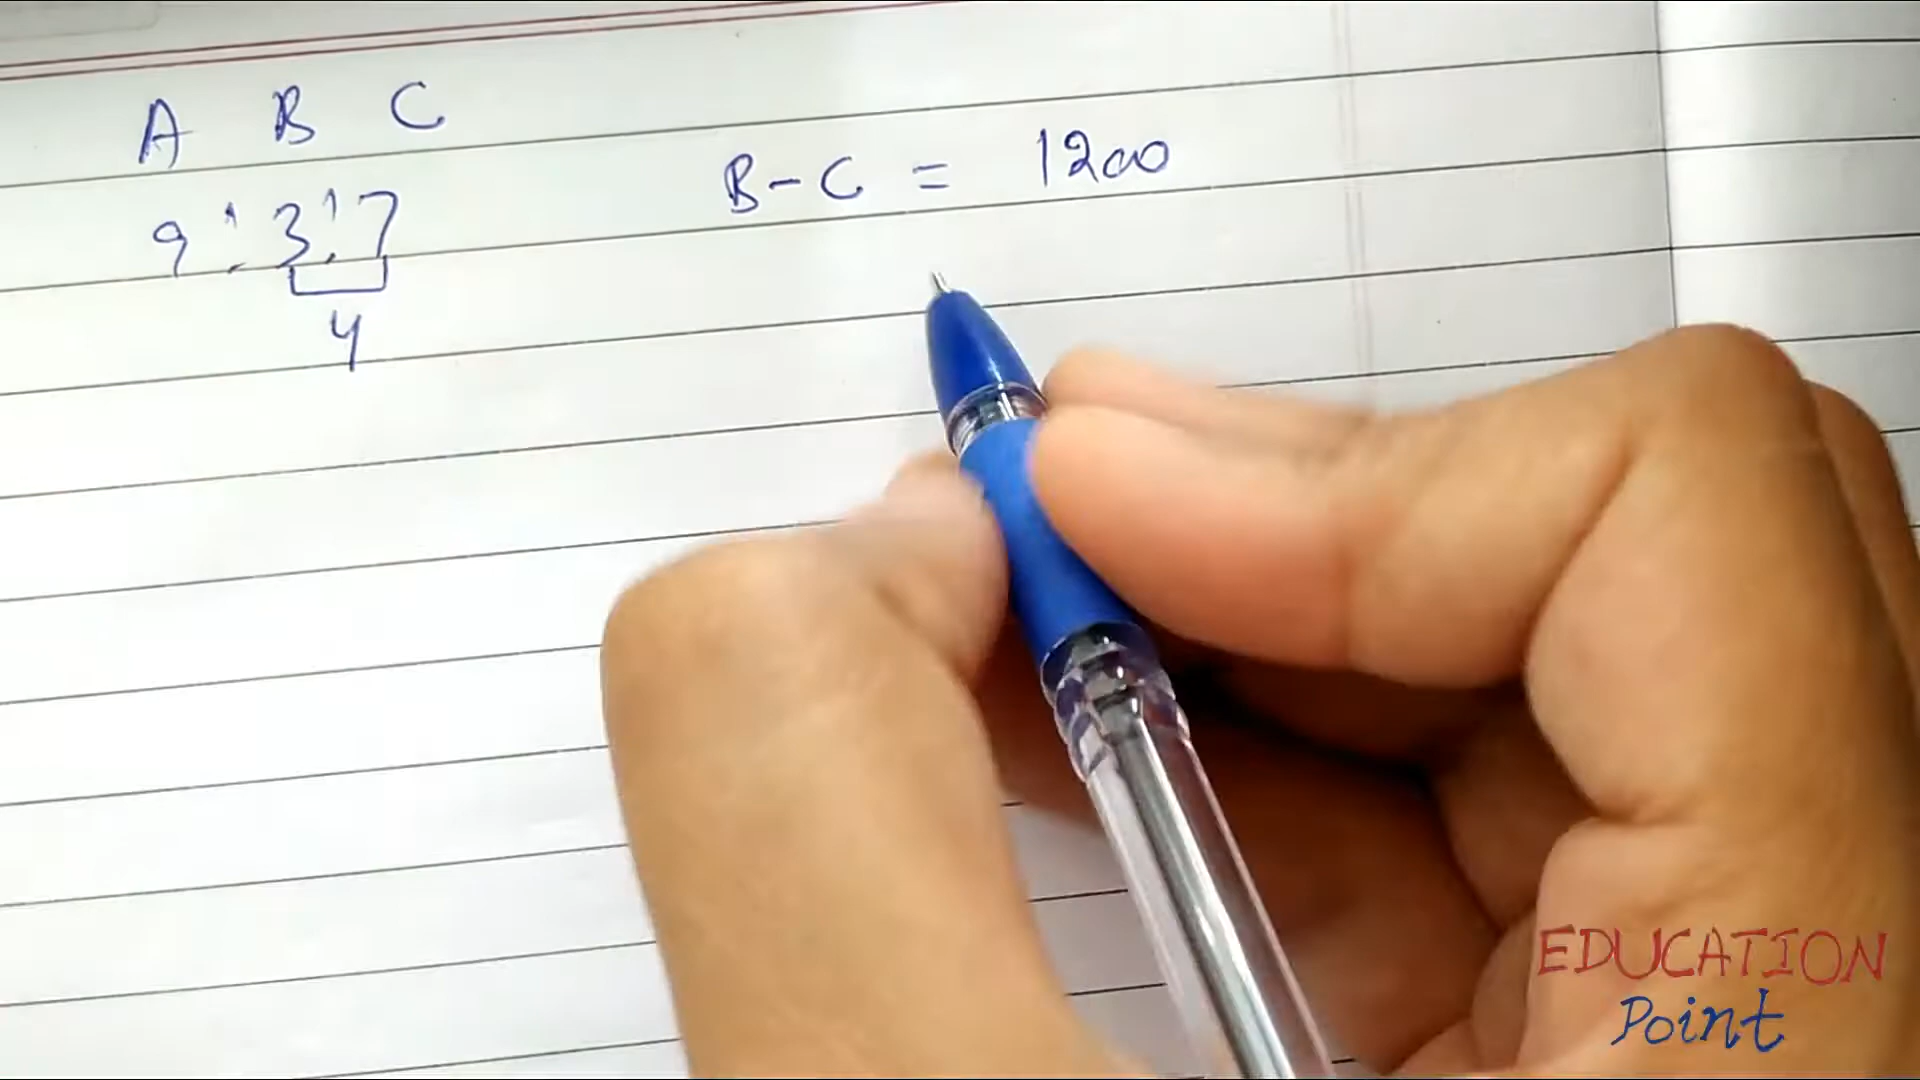 A B C
9 : 3 : 7
4
B - C = 1200
EDUCATION
Point